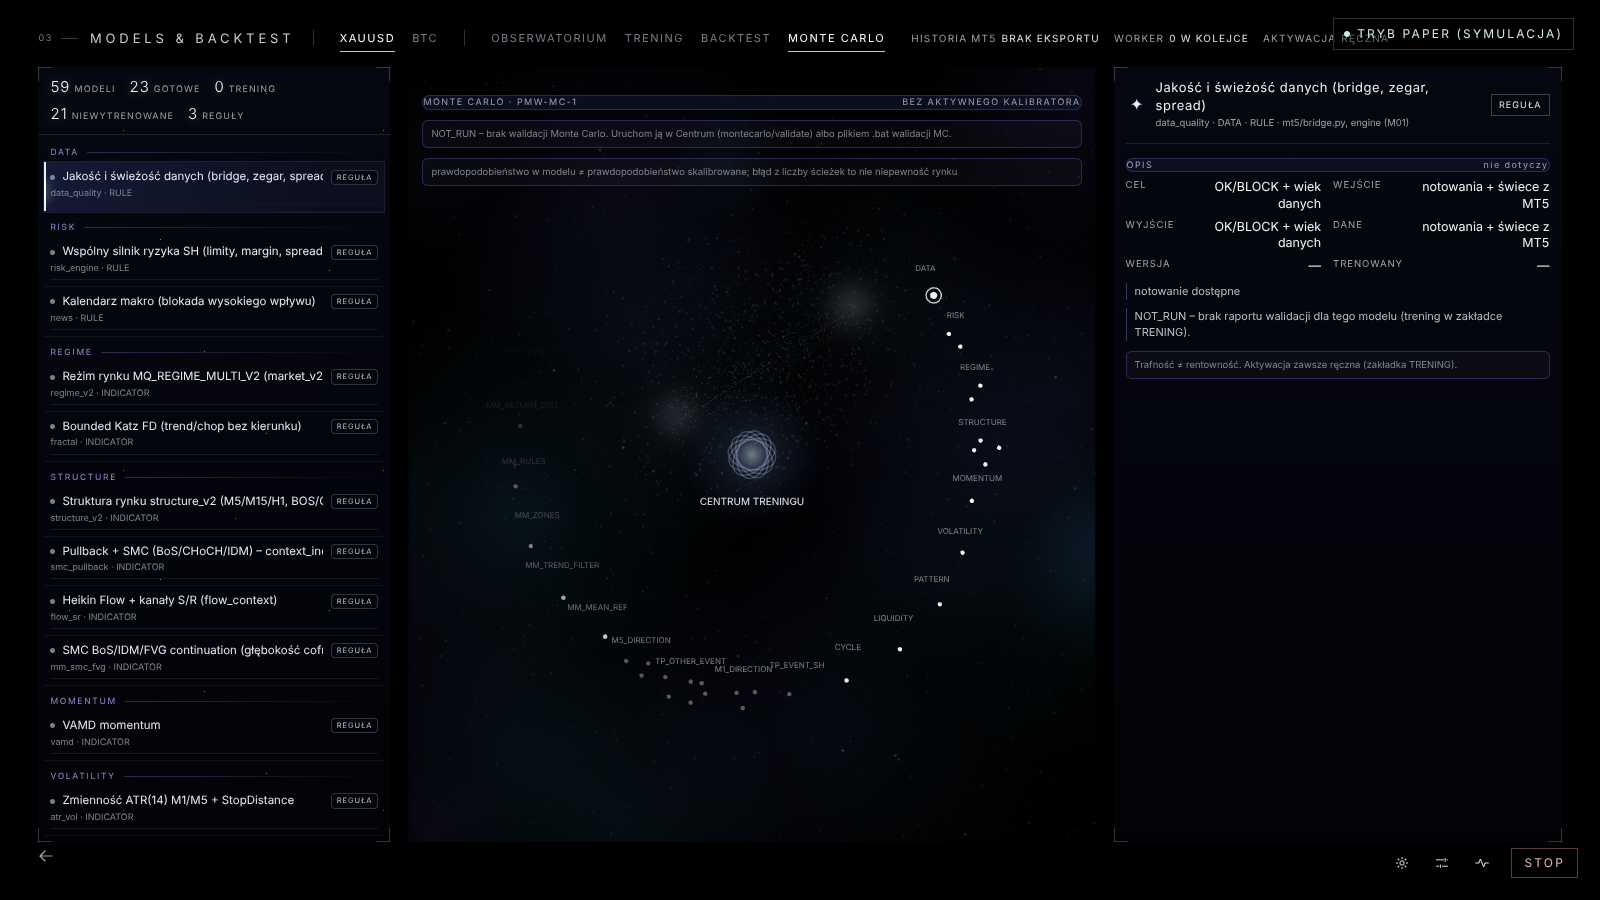 03 MODELS & BACKTEST XAUUSD BTC OBSERWATORIUM TRENING BACKTEST MONTE CARLO HISTORIA MT5 BRAK EKSPORTU WORKER 0 W KOLEJCE AKTYWACJA RĘCZNA TRYB PAPER (SYMULACJA)
59 MODELI 23 GOTOWE 0 TRENING
21 NIEWYTRENOWANE 3 REGUŁY
DATA
Jakość i świeżość danych (bridge, zegar, spread REGUŁA
data_quality · RULE
RISK
Wspólny silnik ryzyka SH (limity, margin, spread REGUŁA
risk_engine · RULE
Kalendarz makro (blokada wysokiego wpływu) REGUŁA
news · RULE
REGIME
Reżim rynku MQ_REGIME_MULTI_V2 (market_v2 REGUŁA
regime_v2 · INDICATOR
Bounded Katz FD (trend/chop bez kierunku) REGUŁA
fractal · INDICATOR
STRUCTURE
Struktura rynku structure_v2 (M5/M15/H1, BOS/C REGUŁA
structure_v2 · INDICATOR
Pullback + SMC (BoS/CHoCH/IDM) – context_in REGUŁA
smc_pullback · INDICATOR
Heikin Flow + kanały S/R (flow_context) REGUŁA
flow_sr · INDICATOR
SMC BoS/IDM/FVG continuation (głębokość cof REGUŁA
mm_smc_fvg · INDICATOR
MOMENTUM
VAMD momentum REGUŁA
vamd · INDICATOR
VOLATILITY
Zmienność ATR(14) M1/M5 + StopDistance REGUŁA
atr_vol · INDICATOR
MONTE CARLO · PMW-MC-1 BEZ AKTYWNEGO KALIBRATORA
NOT_RUN – brak walidacji Monte Carlo. Uruchom ją w Centrum (montecarlo/validate) albo plikiem .bat walidacji MC.
prawdopodobieństwo w modelu ≠ prawdopodobieństwo skalibrowane; błąd z liczby ścieżek to nie niepewność rynku
DATA
RISK
REGIME
MM_RETURN_DIST
STRUCTURE
MM_RULES
MOMENTUM
CENTRUM TRENINGU
MM_ZONES
VOLATILITY
MM_TREND_FILTER
PATTERN
MM_MEAN_REF
LIQUIDITY
M5_DIRECTION
CYCLE
TP_OTHER_EVENT
M1_DIRECTION
TP_EVENT_SH
Jakość i świeżość danych (bridge, zegar,
spread) REGUŁA
data_quality · DATA · RULE · mt5/bridge.py, engine (M01)
OPIS nie dotyczy
CEL OK/BLOCK + wiek danych WEJŚCIE notowania + świece z MT5
WYJŚCIE OK/BLOCK + wiek danych DANE notowania + świece z MT5
WERSJA — TRENOWANY —
notowanie dostępne
NOT_RUN – brak raportu walidacji dla tego modelu (trening w zakładce
TRENING).
Trafność ≠ rentowność. Aktywacja zawsze ręczna (zakładka TRENING).
STOP